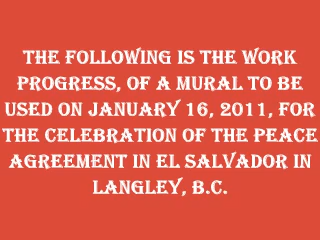 THE FOLLOWING IS THE WORK
PROGRESS, OF A MURAL TO BE
USED ON JANUARY 16, 2011, FOR
THE CELEBRATION OF THE PEACE
AGREEMENT IN EL SALVADOR IN
LANGLEY, B.C.